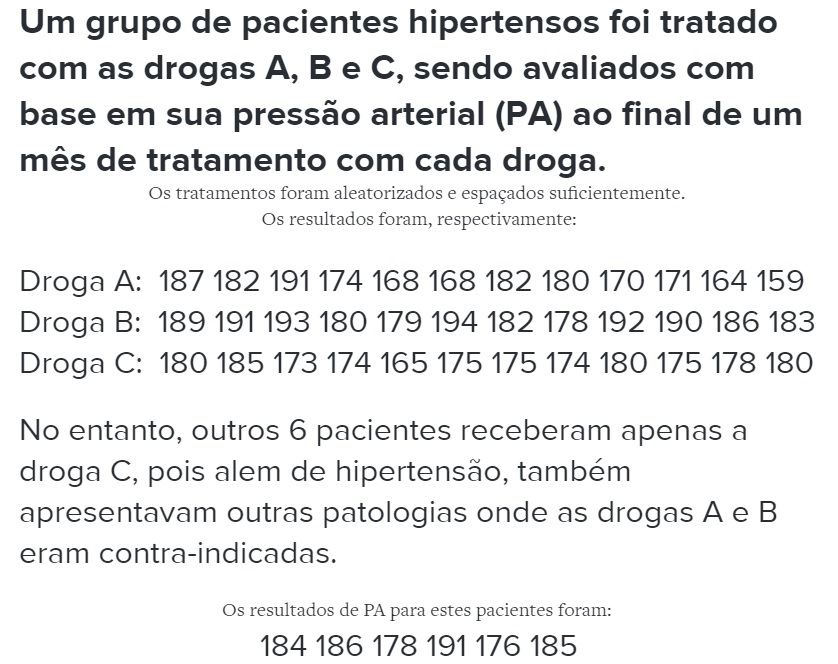 Um grupo de pacientes hipertensos foi tratado
com as drogas A, B e C, sendo avaliados com
base em sua pressão arterial (PA) ao final de um
mês de tratamento com cada droga.
Os tratamentos foram aleatorizados e espaçados suficientemente.
Os resultados foram, respectivamente:
Droga A: 187 182 191 174 168 168 182 180 170 171 164 159
Droga B: 189 191 193 180 179 194 182 178 192 190 186 183
Droga C: 180 185 173 174 165 175 175 174 180 175 178 180
No entanto, outros 6 pacientes receberam apenas a
droga C, pois alem de hipertensão, também
apresentavam outras patologias onde as drogas A e B
eram contra-indicadas.
Os resultados de PA para estes pacientes foram:
184 186 178 191 176 185